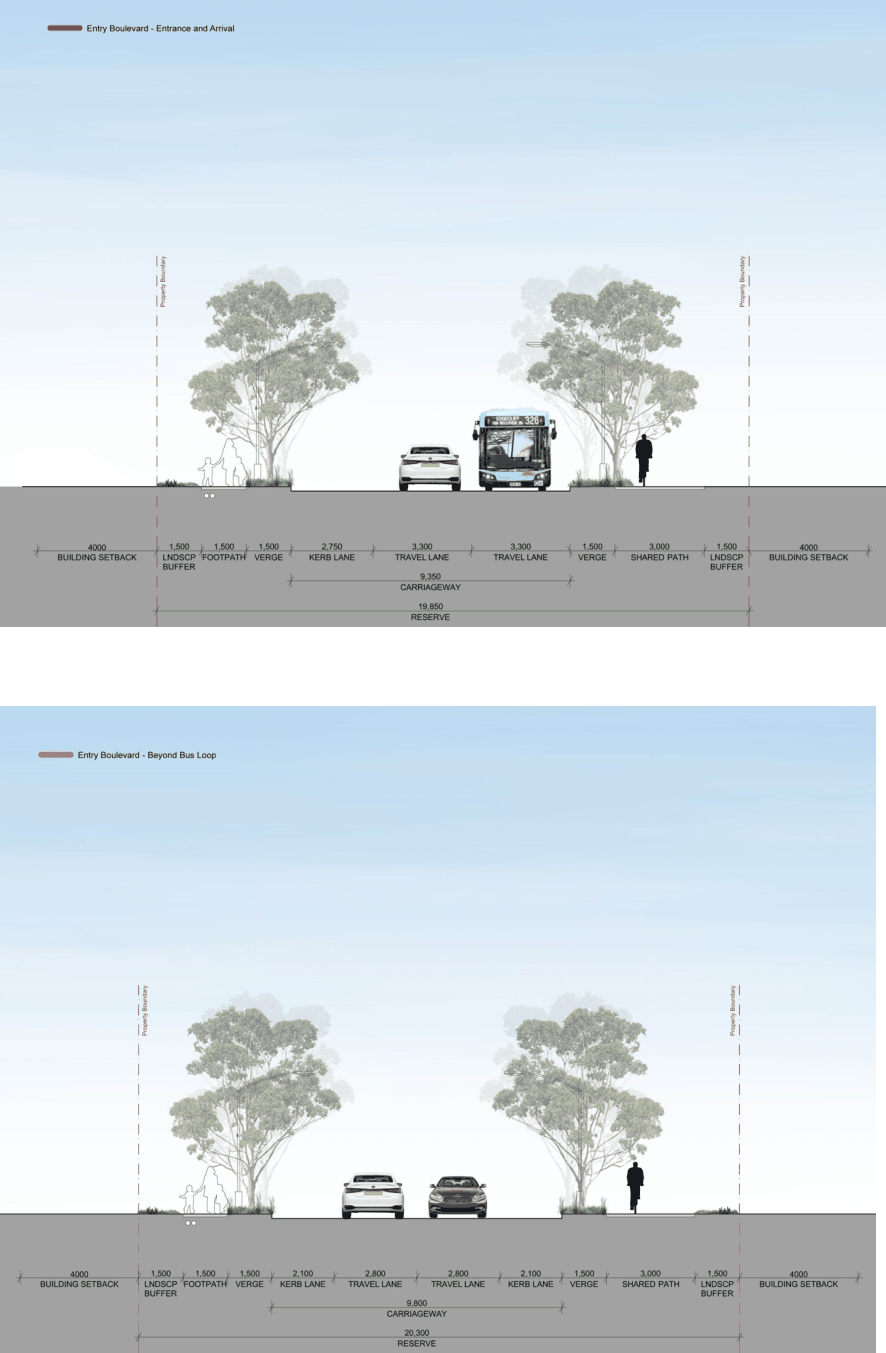 Entry Boulevard - Entrance and Arrival
Property Boundary
Property Boundary
326
4000
BUILDING SETBACK
1,500
LNDSCP
BUFFER
1,500
FOOTPATH
1,500
VERGE
2,750
KERB LANE
3,300
TRAVEL LANE
3,300
TRAVEL LANE
1,500
VERGE
3,000
SHARED PATH
1,500
LNDSCP
BUFFER
4000
BUILDING SETBACK
9,350
CARRIAGEWAY
19,850
RESERVE
Entry Boulevard - Beyond Bus Loop
Property Boundary
Property Boundary
4000
BUILDING SETBACK
1,500
LNDSCP
BUFFER
1,500
FOOTPATH
1,500
VERGE
2,100
KERB LANE
2,800
TRAVEL LANE
2,800
TRAVEL LANE
2,100
KERB LANE
1,500
VERGE
3,000
SHARED PATH
1,500
LNDSCP
BUFFER
4000
BUILDING SETBACK
9,800
CARRIAGEWAY
20,300
RESERVE